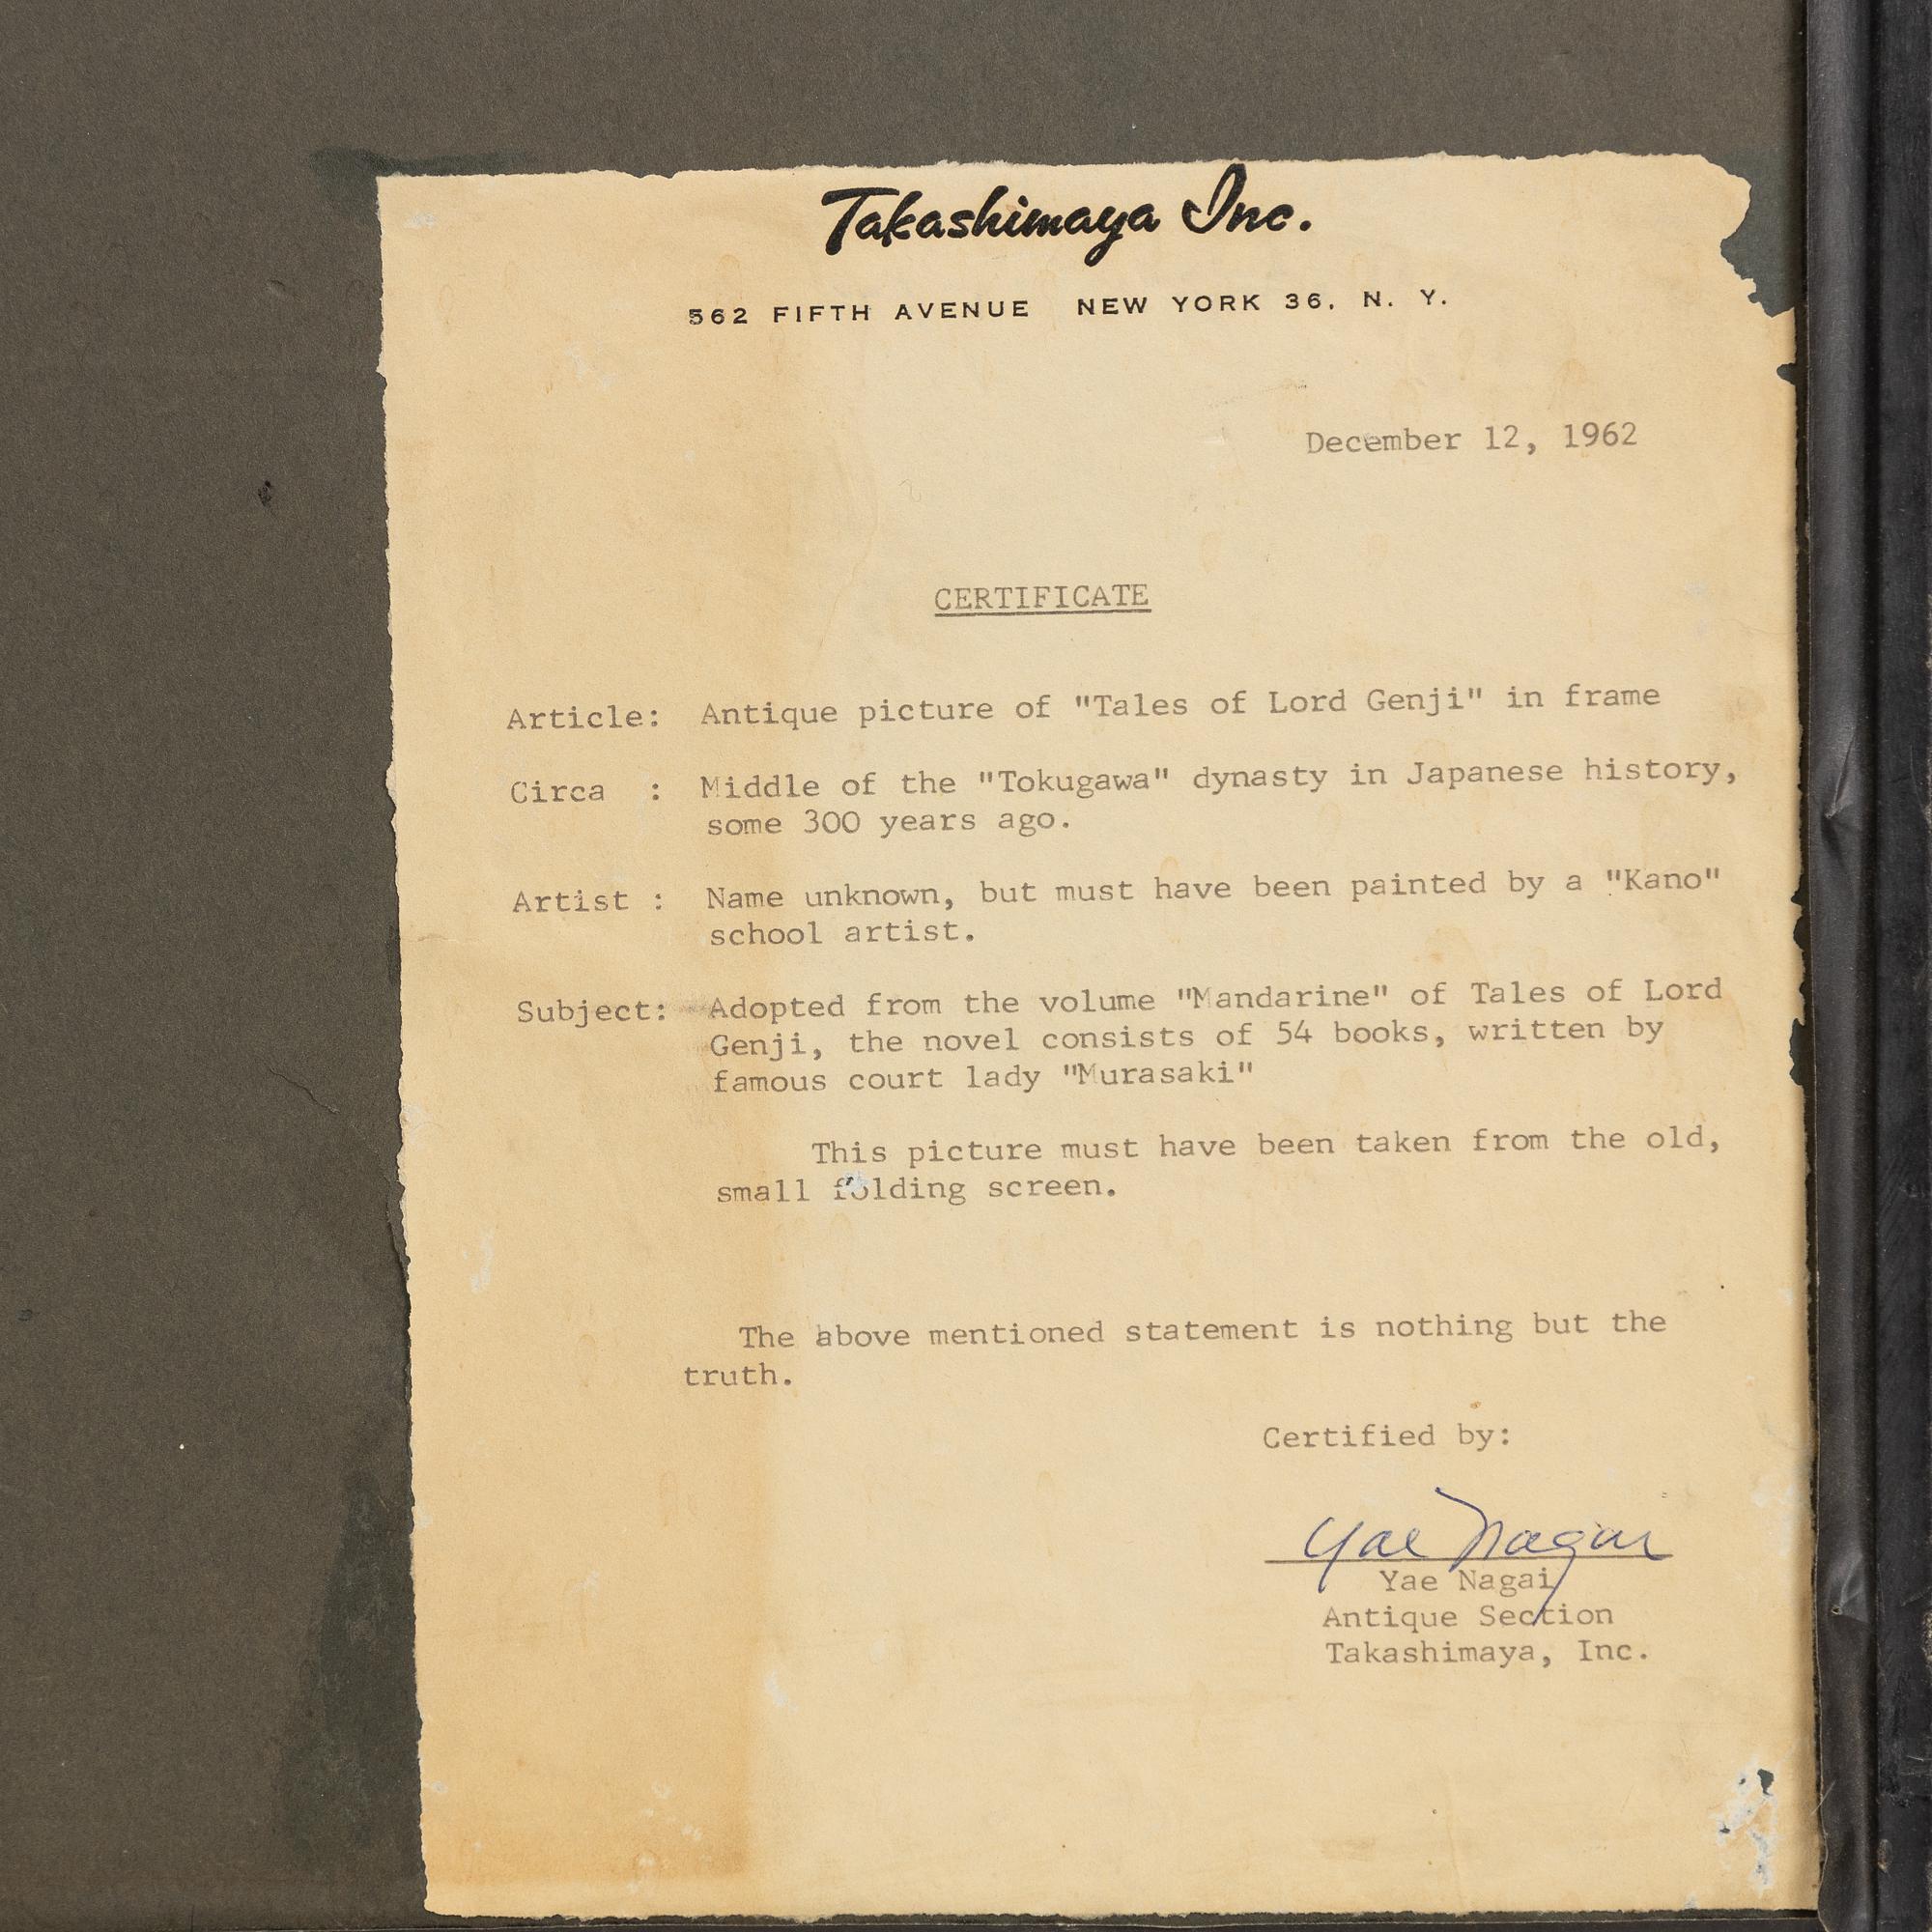 Takashimaya Inc.
562 FIFTH AVENUE NEW YORK 36, N. Y.
December 12, 1962
CERTIFICATE
Article: Antique picture of "Tales of Lord Genji" in frame
Circa : Middle of the "Tokugawa" dynasty in Japanese history,
some 300 years ago.
Artist : Name unknown, but must have been painted by a "Kano"
school artist.
Subject: Adopted from the volume "Mandarine" of Tales of Lord
Genji, the novel consists of 54 books, written by
famous court lady "Murasaki"
This picture must have been taken from the old,
small folding screen.
The above mentioned statement is nothing but the
truth.
Certified by:
Yae Nagai
Yae Nagai
Antique Section
Takashimaya, Inc.